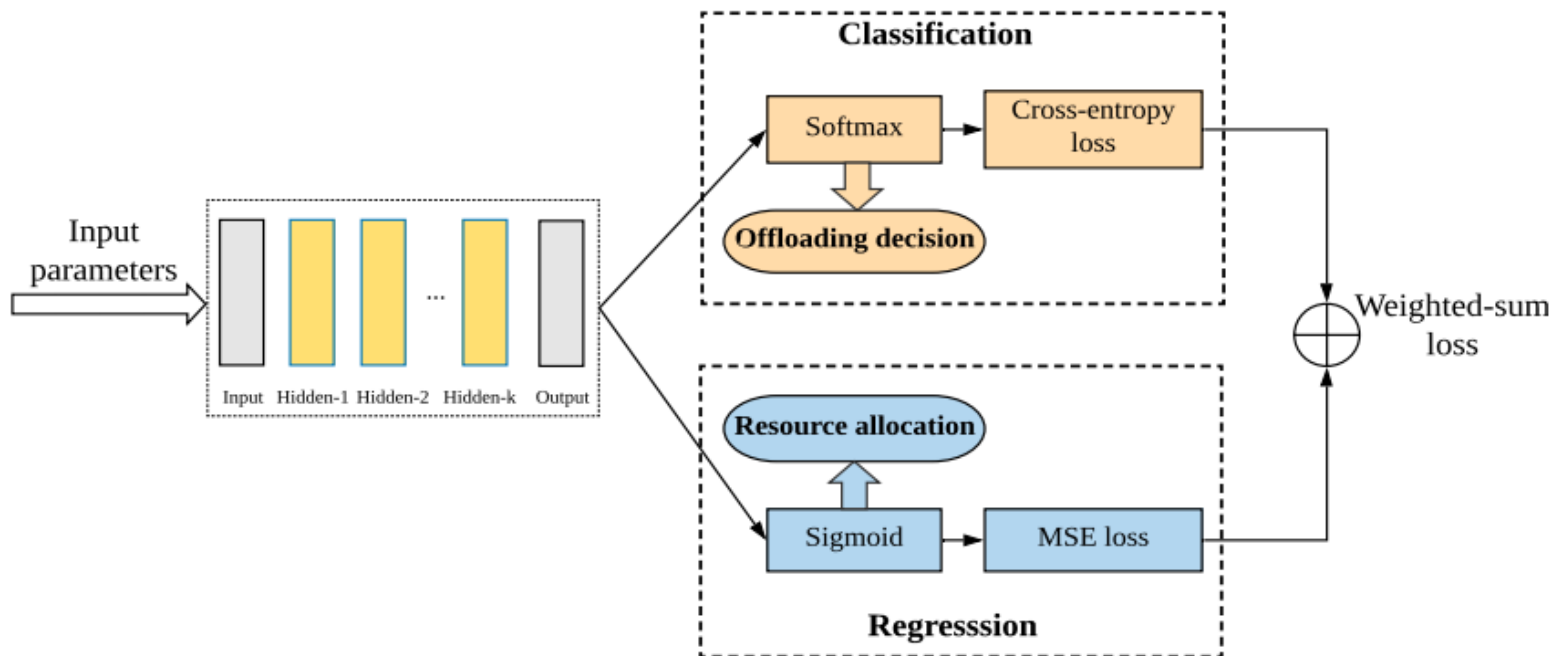 Classification
Softmax
Cross-entropy
loss
Offloading decision
Input
parameters
...
Input
Hidden-1
Hidden-2
Hidden-k
Output
Weighted-sum
loss
Resource allocation
Sigmoid
MSE loss
Regresssion